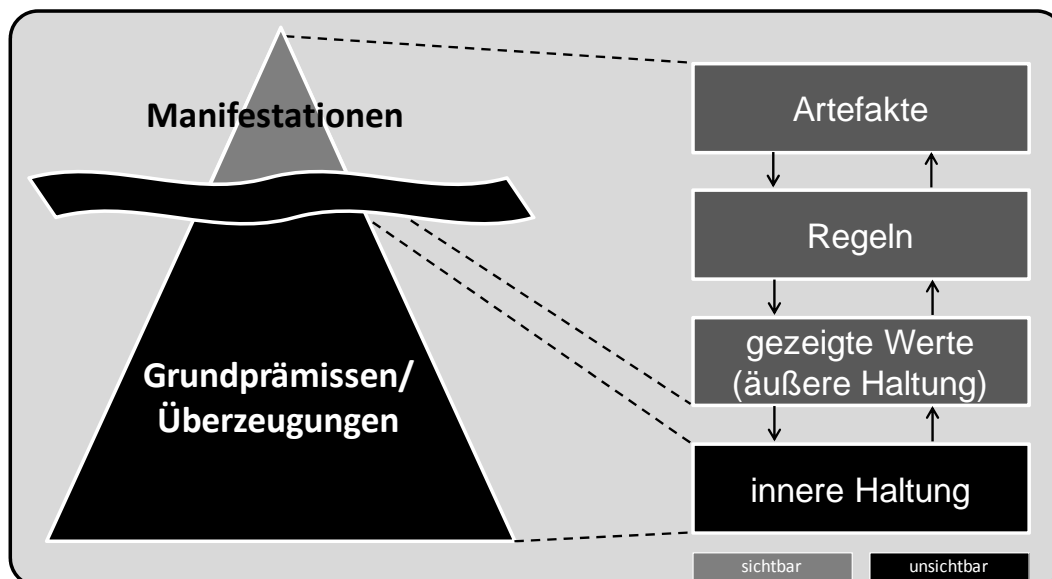 Manifestationen
Grundprämissen/
Überzeugungen
Artefakte
Regeln
gezeigte Werte
(äußere Haltung)
innere Haltung
sichtbar
unsichtbar